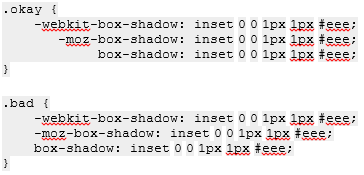 .okay {
    -webkit-box-shadow: inset 0 0 1px 1px #eee;
       -moz-box-shadow: inset 0 0 1px 1px #eee;
            box-shadow: inset 0 0 1px 1px #eee;
}

.bad {
    -webkit-box-shadow: inset 0 0 1px 1px #eee;
    -moz-box-shadow: inset 0 0 1px 1px #eee;
    box-shadow: inset 0 0 1px 1px #eee;
}